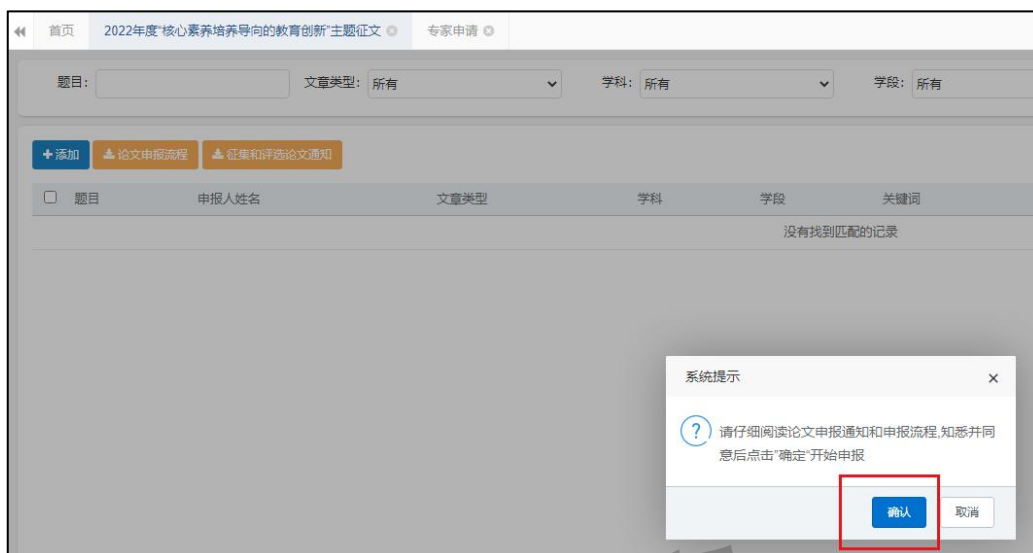 首页 2022年度"核心素养培养导向的教育创新"主题征文 专家申请
题目: 文章类型: 所有 学科: 所有 学段: 所有
+添加 论文申报流程 征集和评选论文通知
题目 申报人姓名 文章类型 学科 学段 关键词
没有找到匹配的记录
系统提示
请仔细阅读论文申报通知和申报流程,知悉并同
意后点击"确定"开始申报
确认 取消